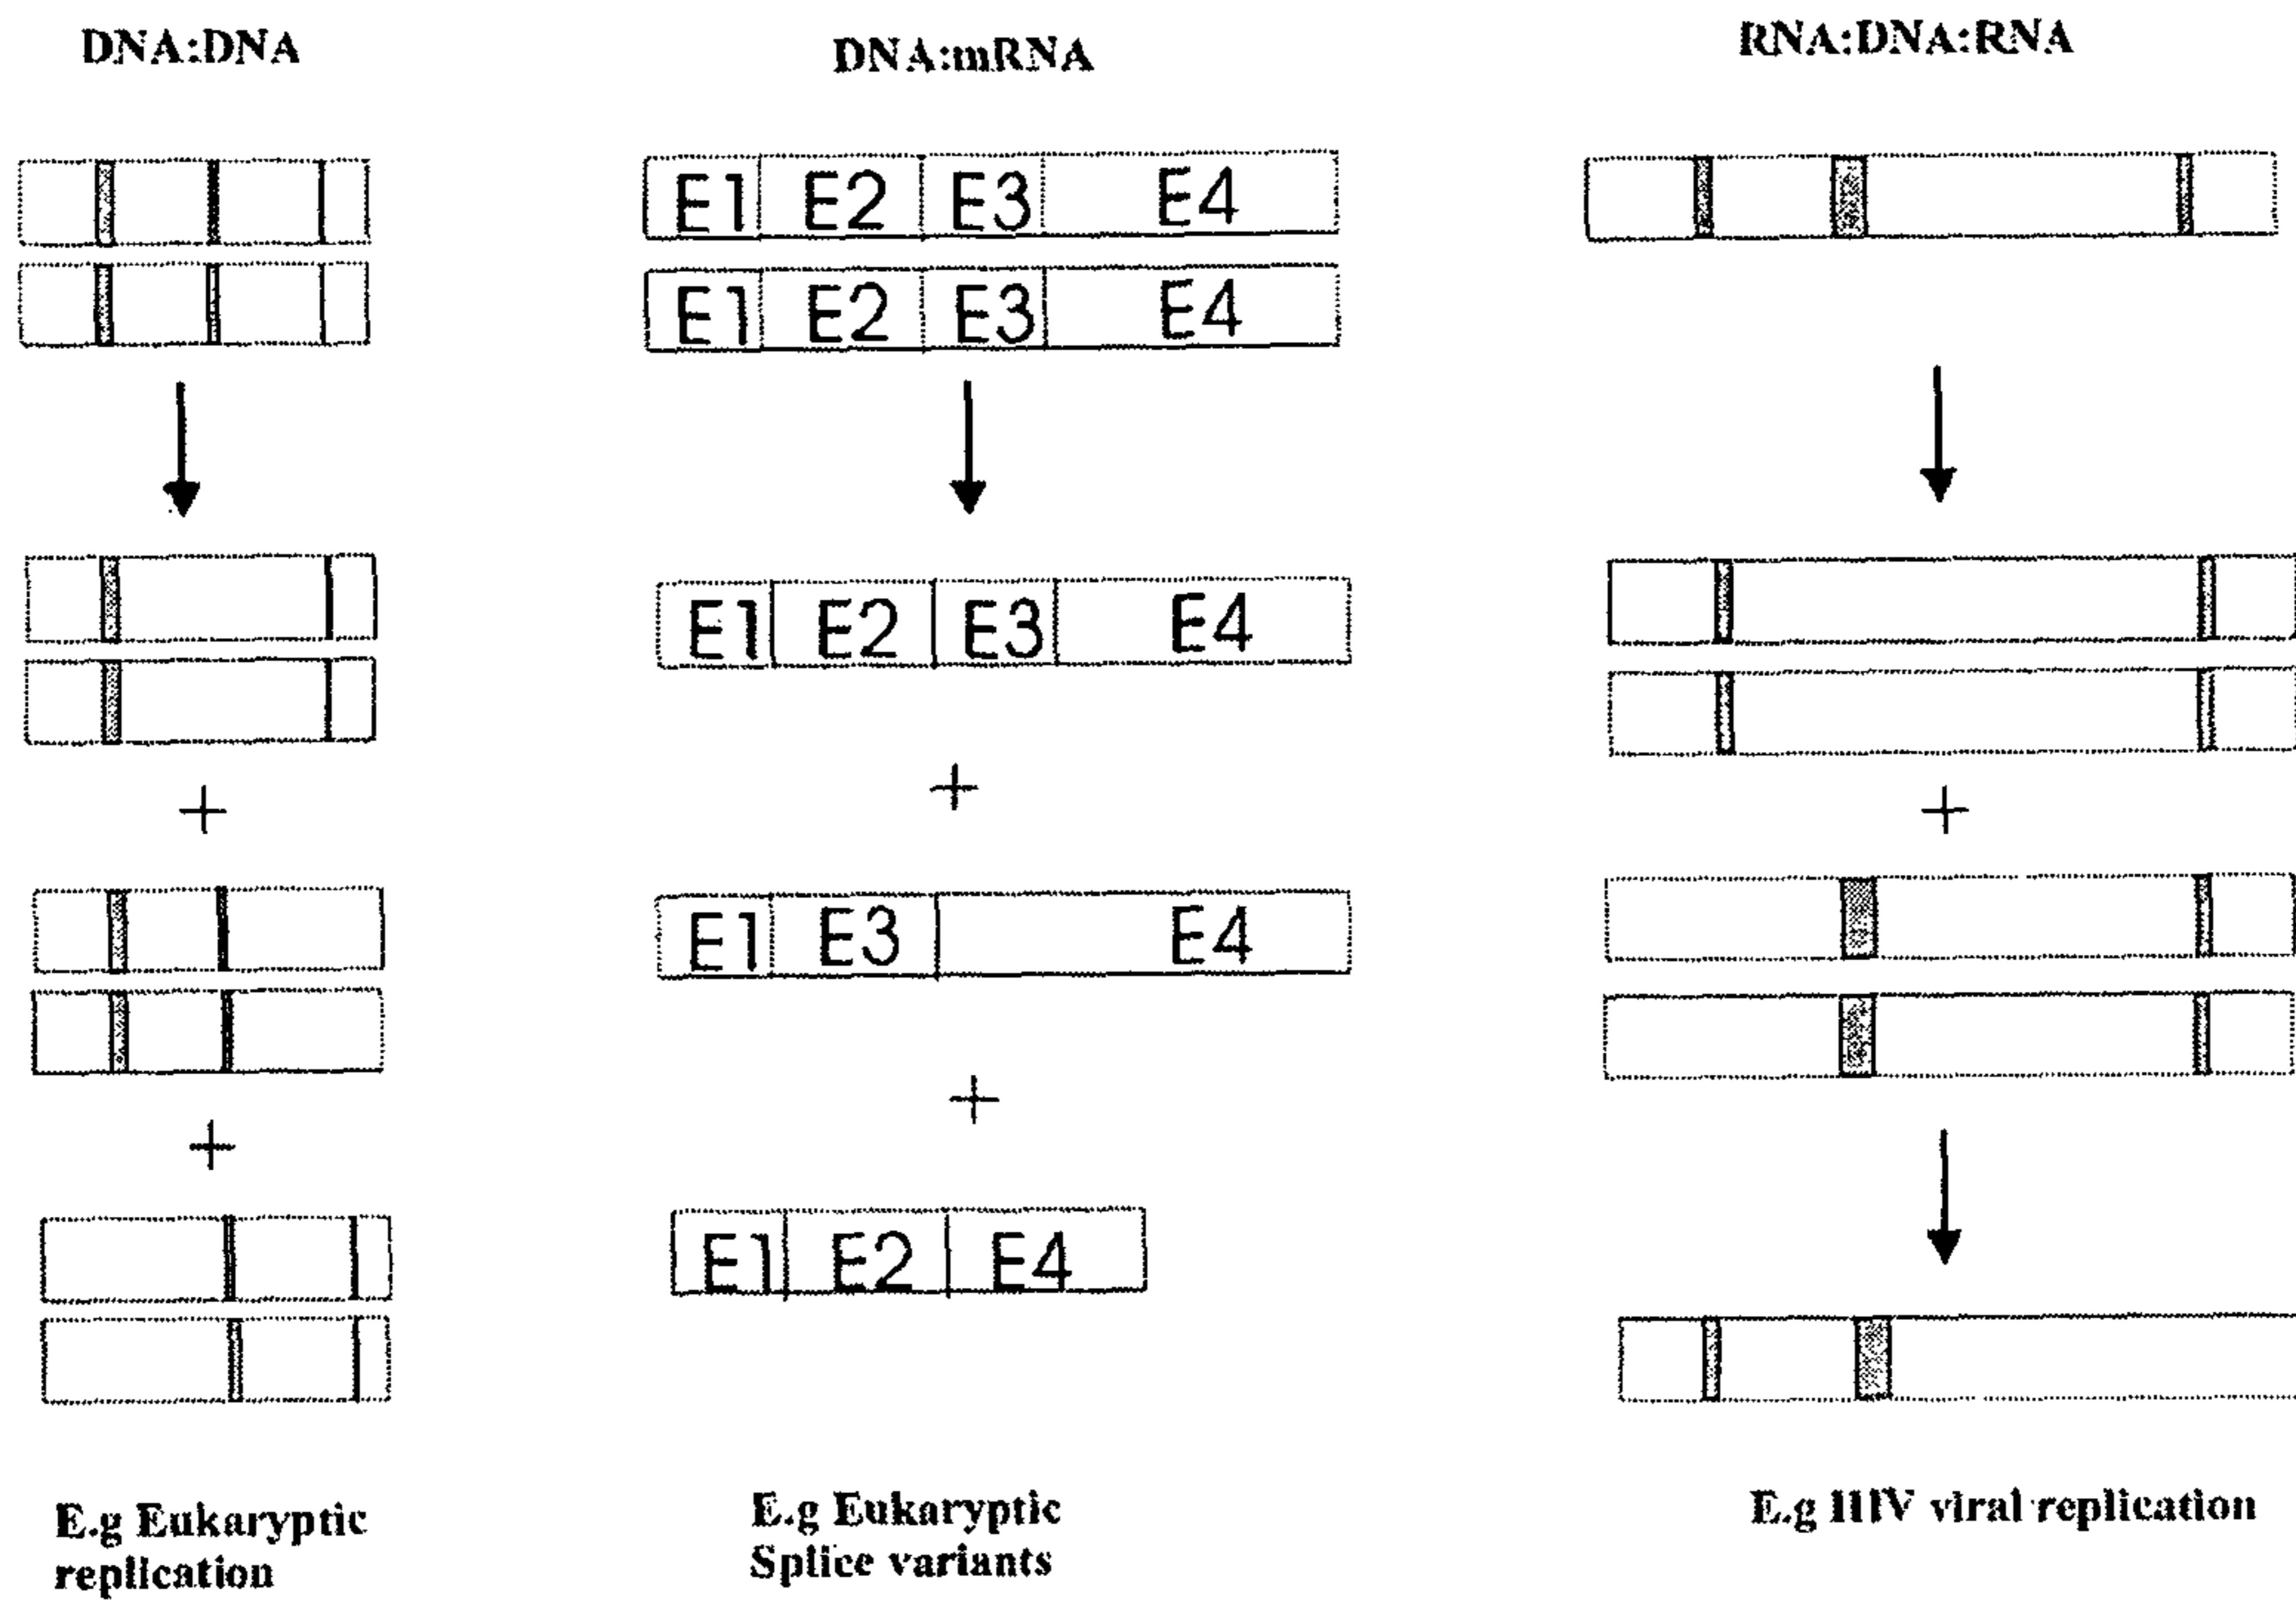 DNA:DNA
DNA:mRNA
RNA:DNA:RNA
E1 E2 E3 E4
E1 E2 E3 E4
E1 E2 E3 E4
+
+
+
E1 E3 E4
+
+
E1 E2 E4
E.g Eukaryptic
replication
E.g Eukaryptic
Splice variants
E.g HIV viral replication